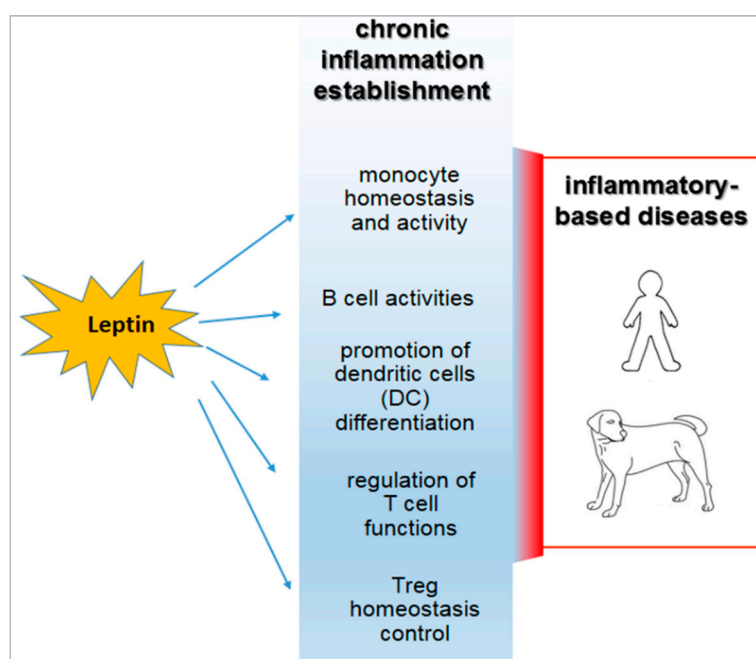 chronic
inflammation
establishment
monocyte
homeostasis
and activity
B cell activities
promotion of
dendritic cells
(DC)
differentiation
regulation of
T cell
functions
Treg
homeostasis
control
Leptin
inflammatory-
based diseases